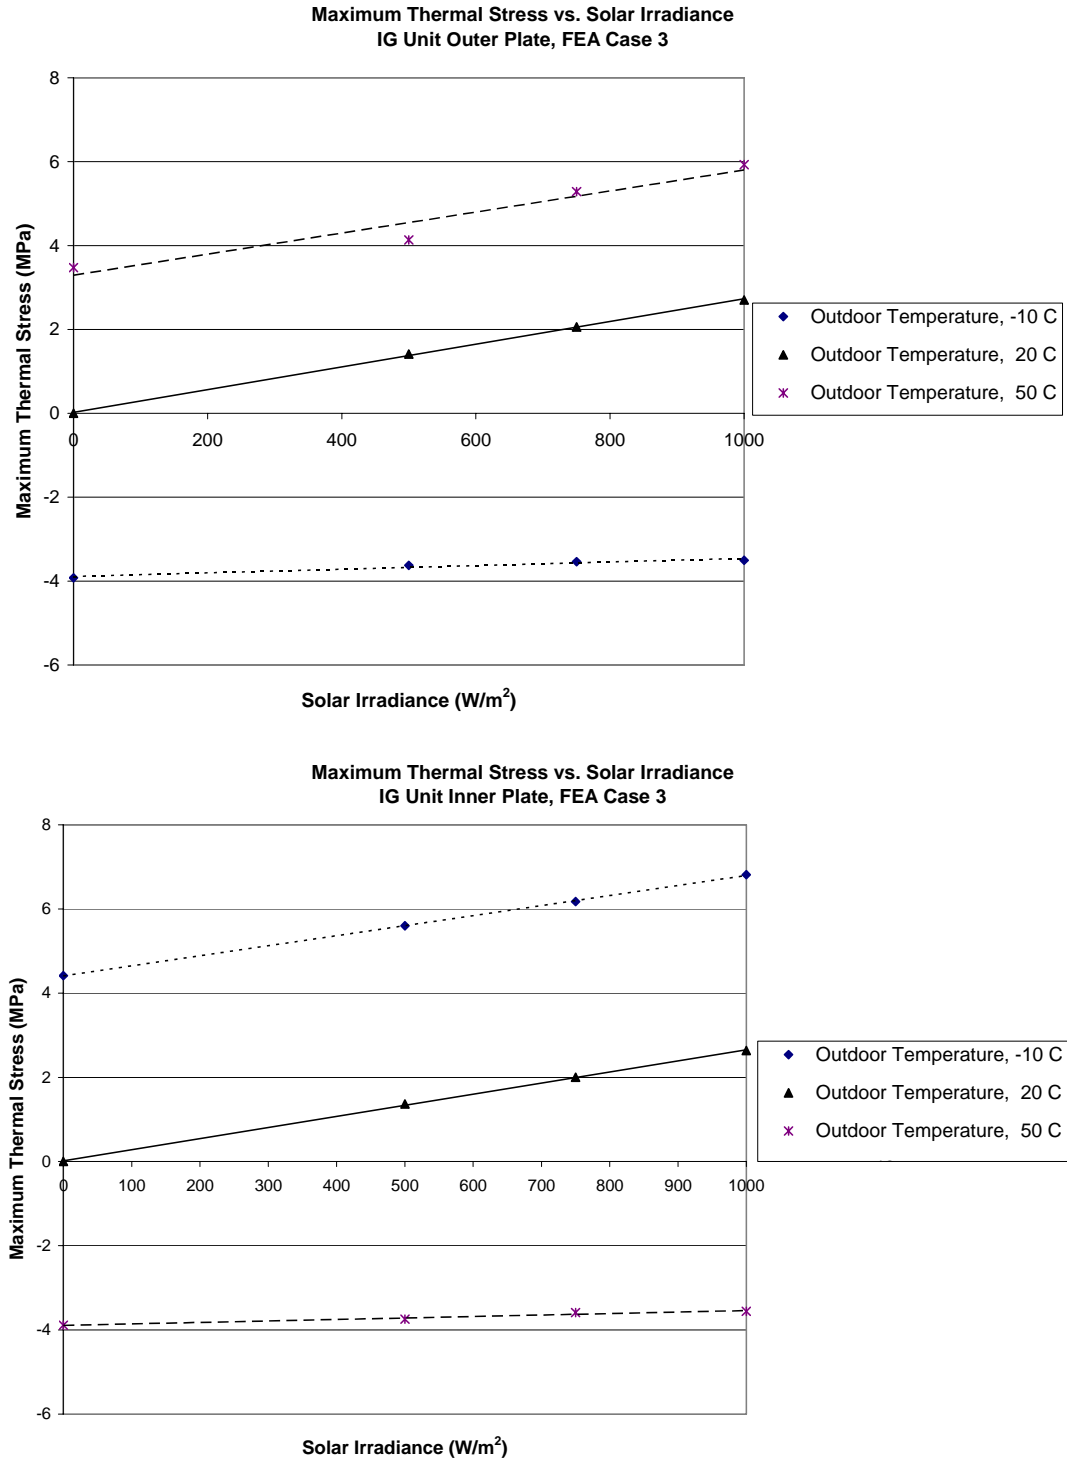 Maximum Thermal Stress vs. Solar Irradiance
IG Unit Outer Plate, FEA Case 3
8
6
4
2
0
-2
-4
-6
0 200 400 600 800 1000
Maximum Thermal Stress (MPa)
Solar Irradiance (W/m²)
Outdoor Temperature, -10 C
Outdoor Temperature, 20 C
Outdoor Temperature, 50 C
Maximum Thermal Stress vs. Solar Irradiance
IG Unit Inner Plate, FEA Case 3
8
6
4
2
0
-2
-4
-6
0 100 200 300 400 500 600 700 800 900 1000
Maximum Thermal Stress (MPa)
Solar Irradiance (W/m²)
Outdoor Temperature, -10 C
Outdoor Temperature, 20 C
Outdoor Temperature, 50 C